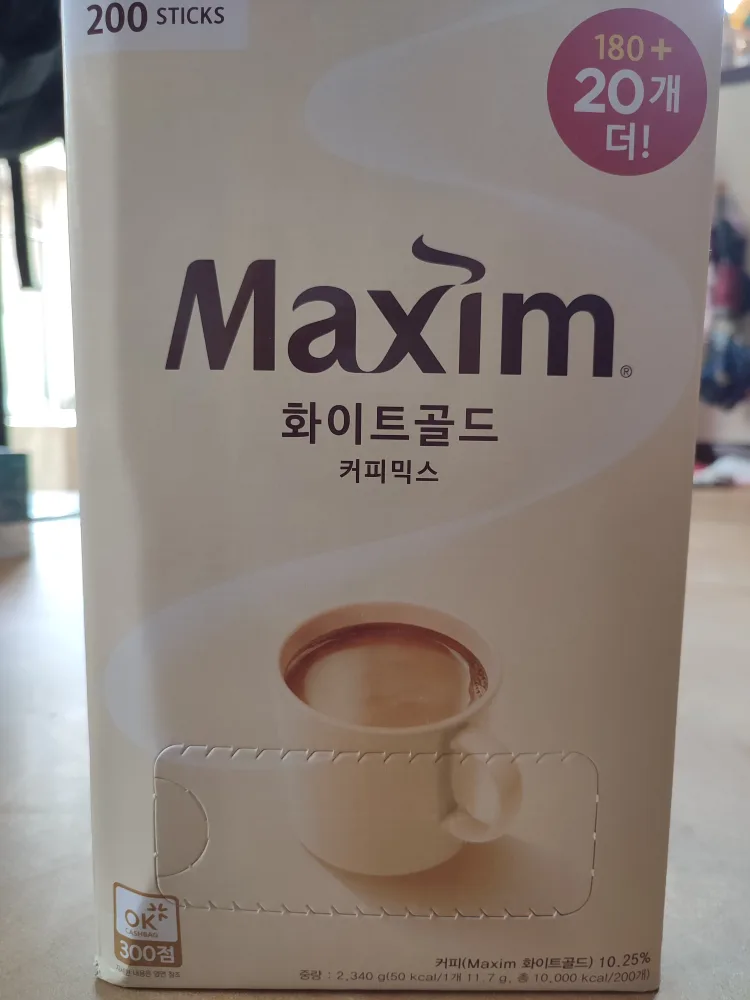 200 STICKS
180+
20개
더!
Maxim®
화이트골드
커피믹스
OK
CASHBAG
300점
커피(Maxim 화이트골드) 10.25%
중량 : 2,340 g(50 kcal/1개 11.7 g, 총 10,000 kcal/200개)